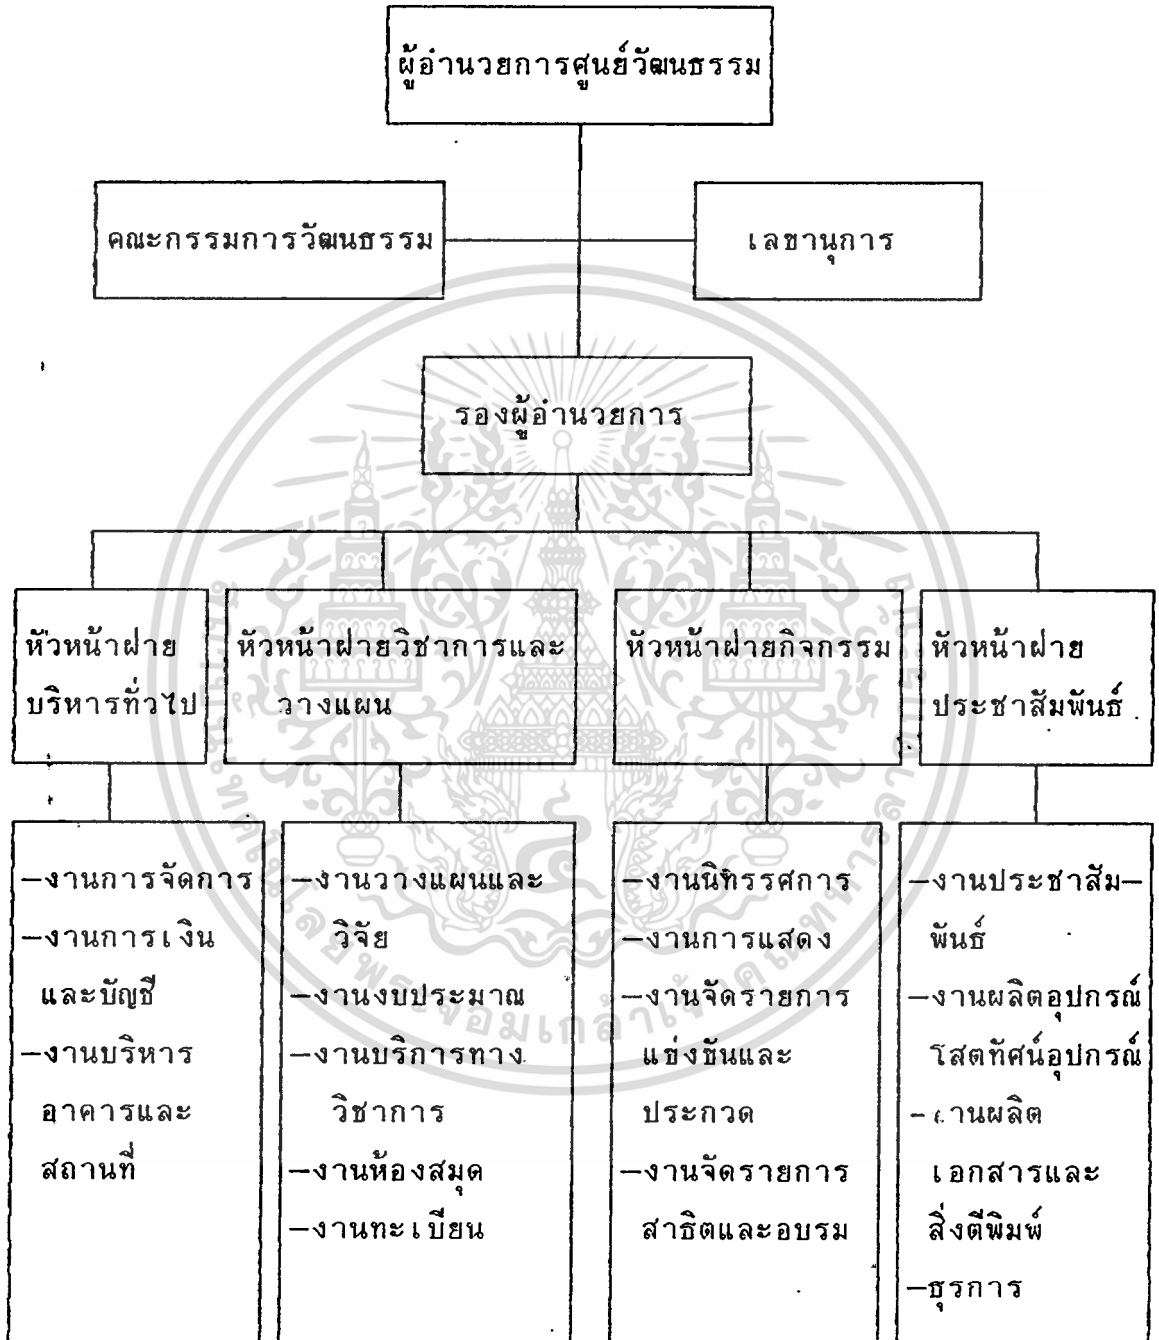 ผู้อำนวยการศูนย์วัฒนธรรม
คณะกรรมการวัฒนธรรม
เลขานุการ
รองผู้อำนวยการ
หัวหน้าฝ่าย
บริหารทั่วไป
หัวหน้าฝ่ายวิชาการและ
วางแผน
หัวหน้าฝ่ายกิจกรรม
หัวหน้าฝ่าย
ประชาสัมพันธ์
-งานการจัดการ
-งานการเงิน
และบัญชี
-งานบริหาร
อาคารและ
สถานที่
-งานวางแผนและ
วิจัย
-งานงบประมาณ
-งานบริการทาง
วิชาการ
-งานห้องสมุด
-งานทะเบียน
-งานนิทรรศการ
-งานการแสดง
-งานจัดรายการ
แข่งขันและ
ประกวด
-งานจัดรายการ
สาธิตและอบรม
-งานประชาสัม-
พันธ์
-งานผลิตอุปกรณ์
โสตทัศน์อุปกรณ์
-งานผลิต
เอกสารและ
สิ่งตีพิมพ์
-ธุรการ